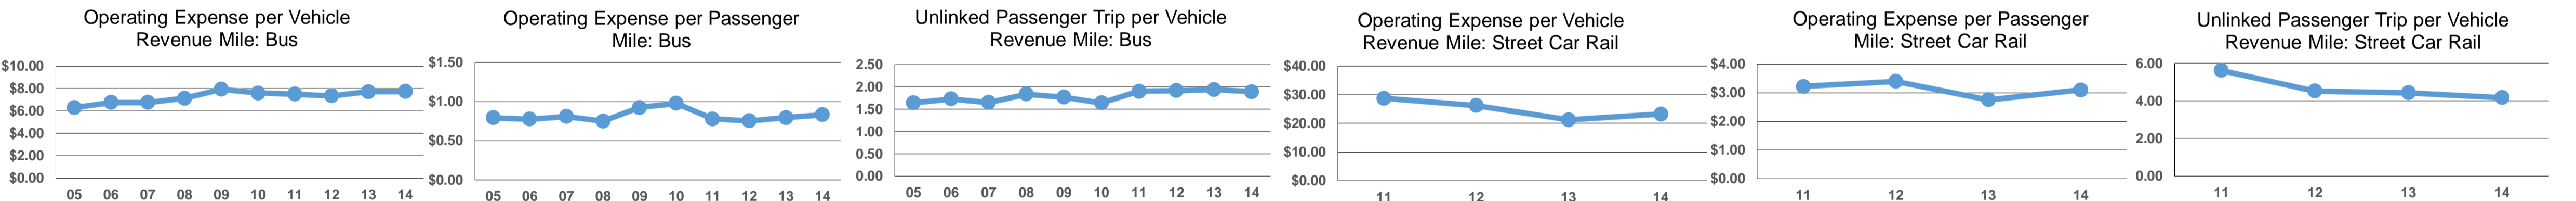 Operating Expense per Vehicle
Revenue Mile: Bus
$10.00
$8.00
$6.00
$4.00
$2.00
$0.00
05 06 07 08 09 10 11 12 13 14
Operating Expense per Passenger
Mile: Bus
$1.50
$1.00
$0.50
$0.00
05 06 07 08 09 10 11 12 13 14
Unlinked Passenger Trip per Vehicle
Revenue Mile: Bus
2.50
2.00
1.50
1.00
0.50
0.00
05 06 07 08 09 10 11 12 13 14
Operating Expense per Vehicle
Revenue Mile: Street Car Rail
$40.00
$30.00
$20.00
$10.00
$0.00
11 12 13 14
Operating Expense per Passenger
Mile: Street Car Rail
$4.00
$3.00
$2.00
$1.00
$0.00
11 12 13 14
Unlinked Passenger Trip per Vehicle
Revenue Mile: Street Car Rail
6.00
4.00
2.00
0.00
11 12 13 14